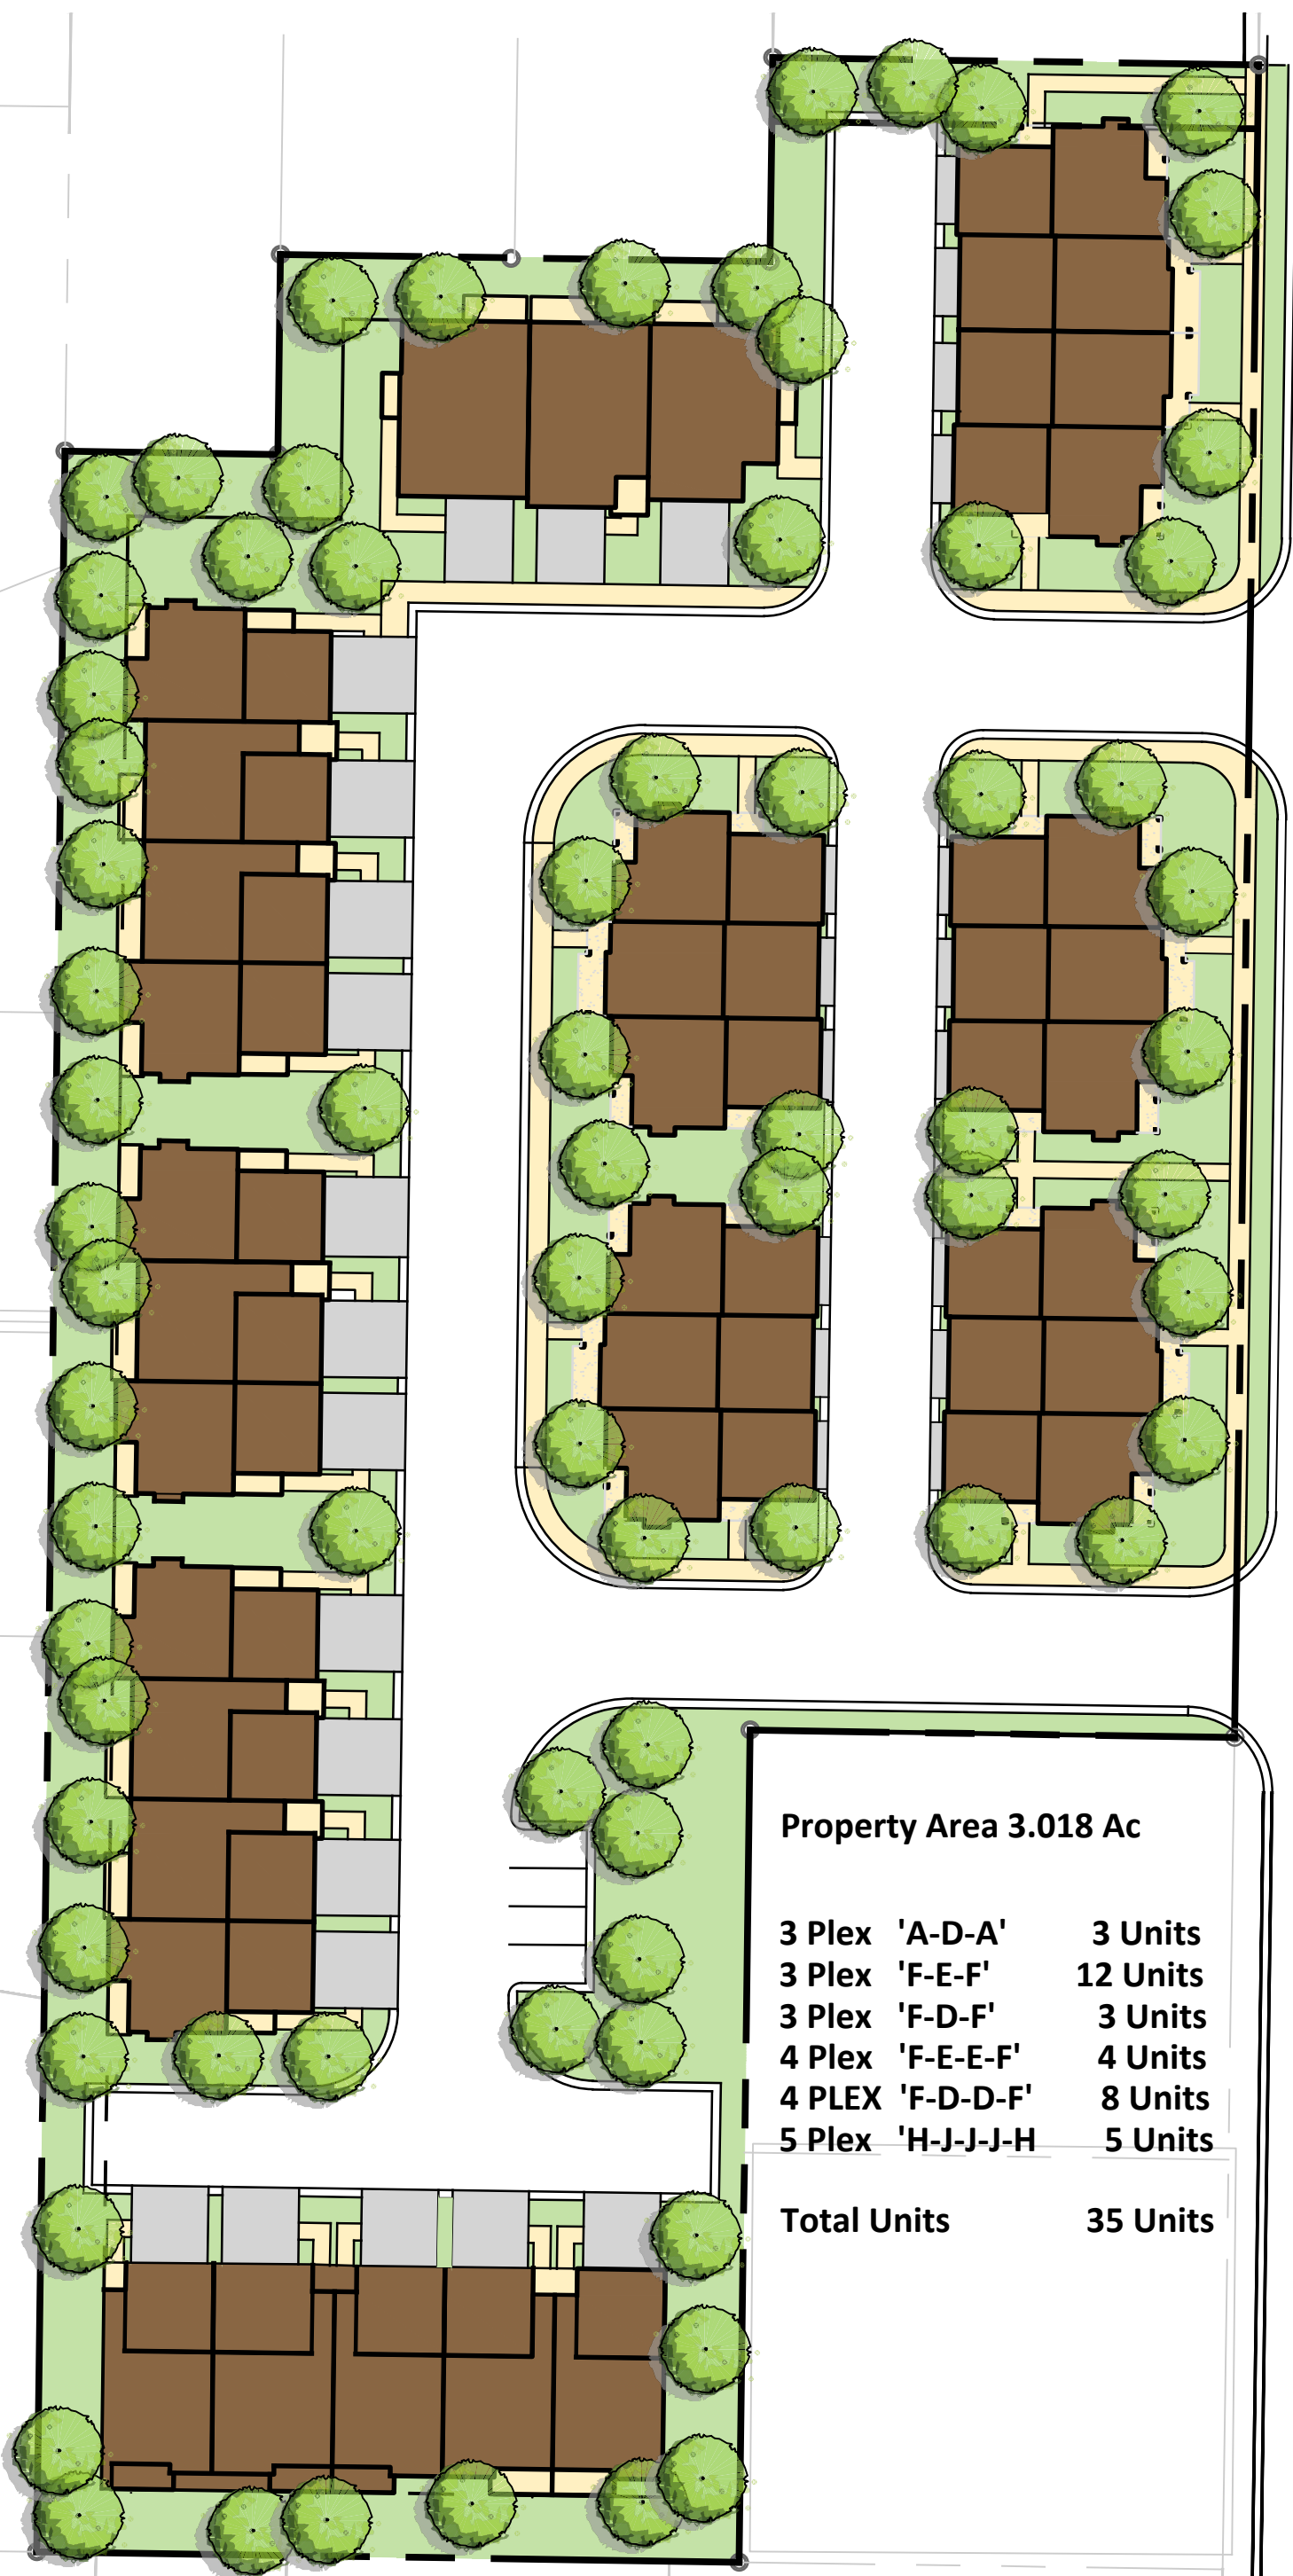 Property Area 3.018 Ac
3 Plex 'A-D-A' 3 Units
3 Plex 'F-E-F' 12 Units
3 Plex 'F-D-F' 3 Units
4 Plex 'F-E-E-F' 4 Units
4 PLEX 'F-D-D-F' 8 Units
5 Plex 'H-J-J-J-H 5 Units
Total Units 35 Units